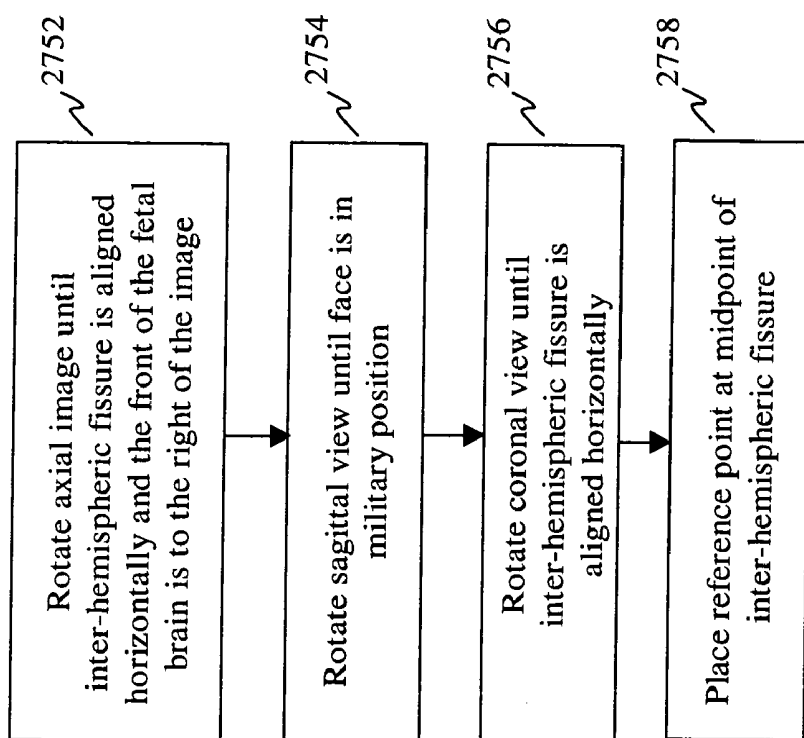 Rotate axial image until
inter-hemispheric fissure is aligned
horizontally and the front of the fetal
brain is to the right of the image
2752
Rotate sagittal view until face is in
military position
2754
Rotate coronal view until
inter-hemispheric fissure is
aligned horizontally
2756
Place reference point at midpoint of
inter-hemispheric fissure
2758